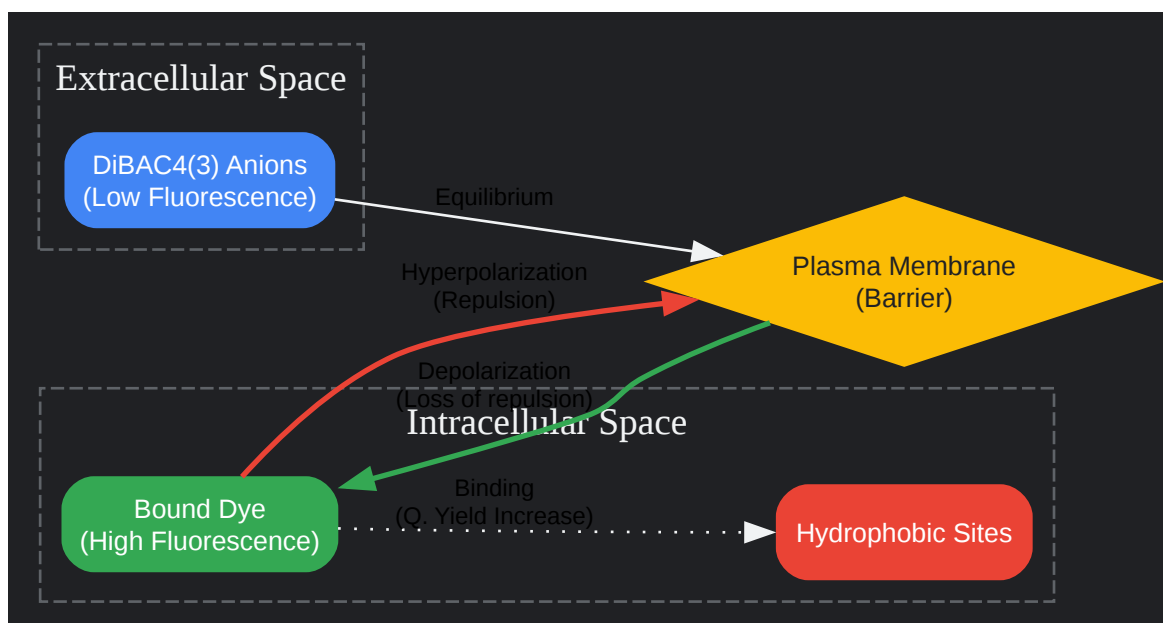 Extracellular Space
DiBAC4(3) Anions
(Low Fluorescence)
Equilibrium
Plasma Membrane
(Barrier)
Hyperpolarization
(Repulsion)
Depolarization
(Loss of repulsion)
Intracellular Space
Bound Dye
(High Fluorescence)
Binding
(Q. Yield Increase)
Hydrophobic Sites